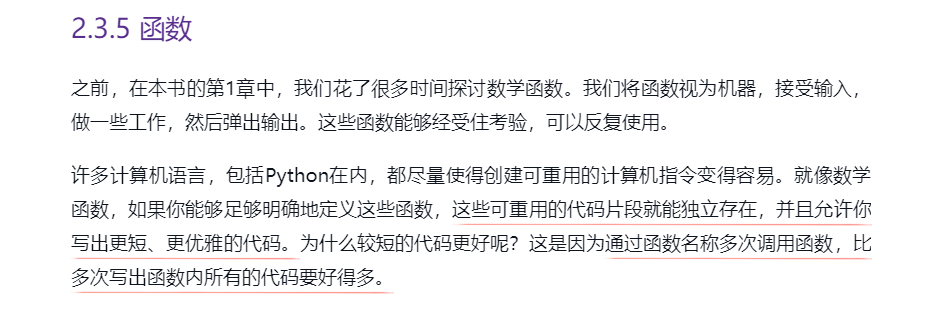 2.3.5 函数
之前，在本书的第1章中，我们花了很多时间探讨数学函数。我们将函数视为机器，接受输入，
做一些工作，然后弹出输出。这些函数能够经受住考验，可以反复使用。
许多计算机语言，包括Python在内，都尽量使得创建可重用的计算机指令变得容易。就像数学
函数，如果你能够足够明确地定义这些函数，这些可重用的代码片段就能独立存在，并且允许你
写出更短、更优雅的代码。为什么较短的代码更好呢？这是因为通过函数名称多次调用函数，比
多次写出函数内所有的代码要好得多。